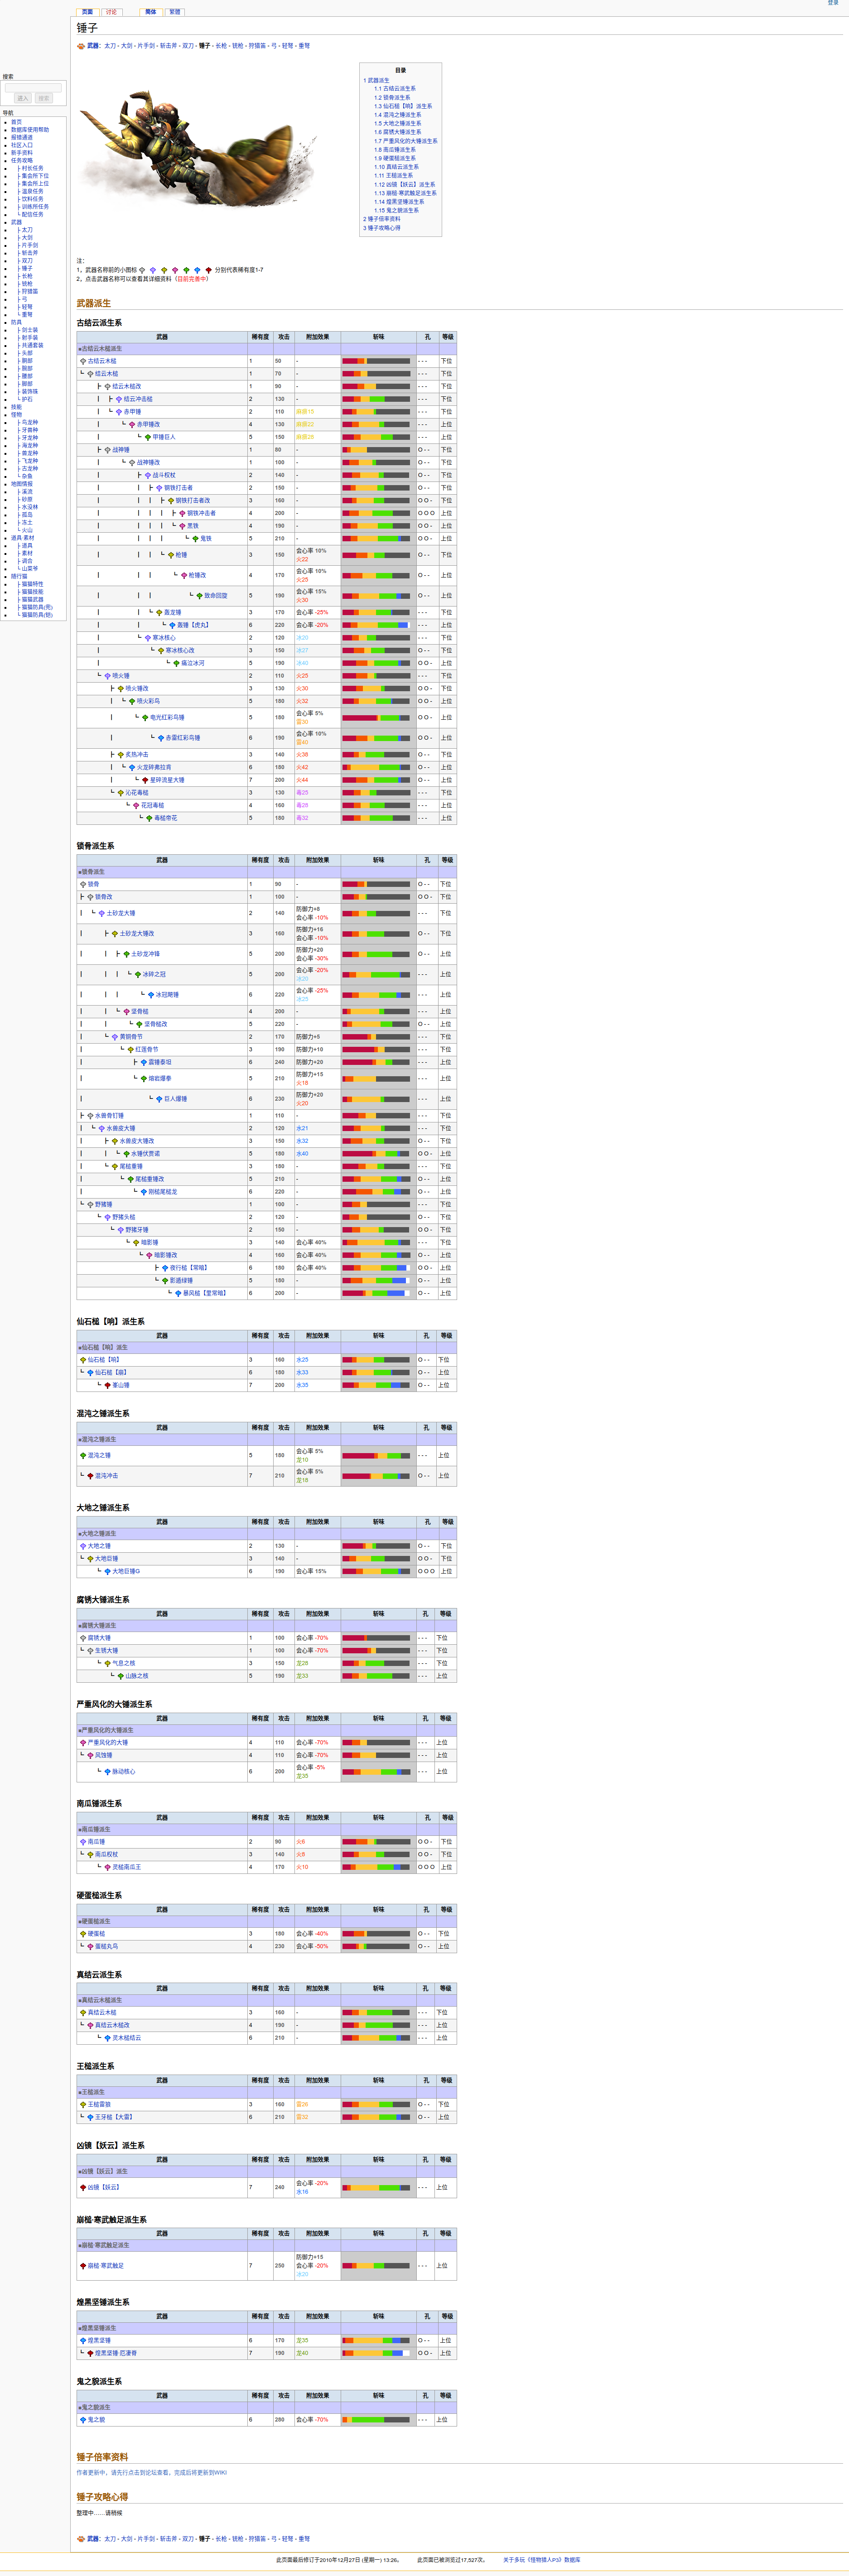 登录
页面 讨论 简体 繁體
锤子
武器: 太刀 - 大剑 - 片手剑 - 斩击斧 - 双刀 - 锤子 - 长枪 - 铳枪 - 狩猎笛 - 弓 - 轻弩 - 重弩
搜索
进入 搜索
导航
首页
数据库使用帮助
报错通道
社区入口
新手资料
任务攻略
├ 村长任务
├ 集会所下位
├ 集会所上位
├ 温泉任务
├ 饮料任务
├ 训练所任务
└ 配信任务
武器
├ 太刀
├ 大剑
├ 片手剑
├ 斩击斧
├ 双刀
├ 锤子
├ 长枪
├ 铳枪
├ 狩猎笛
├ 弓
├ 轻弩
└ 重弩
防具
├ 剑士装
├ 射手装
├ 共通套装
├ 头部
├ 胴部
├ 腕部
├ 腰部
├ 脚部
├ 装饰珠
└ 护石
技能
怪物
├ 鸟龙种
├ 牙兽种
├ 牙龙种
├ 海龙种
├ 兽龙种
├ 飞龙种
├ 古龙种
└ 杂鱼
地图情报
├ 溪流
├ 砂原
├ 水没林
├ 孤岛
├ 冻土
└ 火山
道具·素材
├ 道具
├ 素材
├ 调合
└ 山菜爷
随行猫
├ 猫猫特性
├ 猫猫技能
├ 猫猫武器
├ 猫猫防具(兜)
└ 猫猫防具(铠)
目录
1 武器派生
1.1 古结云派生系
1.2 锁骨派生系
1.3 仙石槌【响】派生系
1.4 混沌之锤派生系
1.5 大地之锤派生系
1.6 腐锈大锤派生系
1.7 严重风化的大锤派生系
1.8 南瓜锤派生系
1.9 硬蛋槌派生系
1.10 真结云派生系
1.11 王槌派生系
1.12 凶镜【妖云】派生系
1.13 崩槌·寒武触足派生系
1.14 煌黑坚锤派生系
1.15 鬼之貌派生系
2 锤子倍率资料
3 锤子攻略心得
注:
1，武器名称前的小图标 分别代表稀有度1-7
2，点击武器名称可以查看其详细资料（目前完善中）
武器派生
古结云派生系
武器 稀有度 攻击 附加效果 斩味 孔 等级
■古结云木槌派生
古结云木槌 1 50 - - - - 下位
┗ 结云木槌 1 70 - - - - 下位
┣ 结云木槌改 1 90 - - - - 下位
┃ ┣ 结云冲击槌 2 130 - - - - 下位
┃ ┗ 赤甲锤 2 110 麻痹15 - - - 下位
┃ ┗ 赤甲锤改 4 130 麻痹22 - - - 上位
┃ ┗ 甲锤巨人 5 150 麻痹28 - - - 上位
┣ 战神锤 1 80 - O - - 下位
┃ ┗ 战神锤改 1 100 - - - - 下位
┃ ┣ 战斗权杖 2 140 - O - - 下位
┃ ┃ ┣ 钢铁打击者 2 150 - O - - 下位
┃ ┃ ┃ ┣ 钢铁打击者改 3 160 - O O - 下位
┃ ┃ ┃ ┃ ┣ 钢铁冲击者 4 200 - O O O 上位
┃ ┃ ┃ ┃ ┗ 黑铁 4 190 - O O - 上位
┃ ┃ ┃ ┃ ┗ 鬼铁 5 210 - O O - 上位
┃ ┃ ┃ ┗ 枪锤 3 150 会心率 10%
火22 O - - 下位
┃ ┃ ┃ ┗ 枪锤改 4 170 会心率 10%
火25 O - - 上位
┃ ┃ ┃ ┗ 致命回旋 5 190 会心率 15%
火30 O O - 上位
┃ ┃ ┗ 轰龙锤 3 170 会心率 -25% - - - 下位
┃ ┃ ┗ 轰锤【虎丸】 6 220 会心率 -20% - - - 上位
┃ ┗ 寒冰核心 2 120 冰20 - - - 下位
┃ ┗ 寒冰核心改 3 150 冰27 O - - 下位
┃ ┗ 痛泣冰河 5 190 冰40 O O - 上位
┗ 喷火锤 2 110 火25 - - - 下位
┣ 喷火锤改 3 130 火30 O - - 下位
┃ ┗ 喷火彩鸟 5 180 火32 O O - 上位
┃ ┗ 电光红彩鸟锤 5 180 会心率 5%
雷30 O O - 上位
┃ ┗ 赤雷红彩鸟锤 6 190 会心率 10%
雷40 O O - 上位
┣ 炙热冲击 3 140 火38 O - - 下位
┃ ┗ 火龙碎弗拉肯 6 180 火42 O - - 上位
┃ ┗ 星碎流星大锤 7 200 火44 O - - 上位
┗ 沁花毒槌 3 130 毒25 - - - 下位
┗ 花冠毒槌 4 160 毒28 - - - 上位
┗ 毒槌帝花 5 180 毒32 - - - 上位
锁骨派生系
武器 稀有度 攻击 附加效果 斩味 孔 等级
■锁骨派生
锁骨 1 90 - O - - 下位
┣ 锁骨改 1 100 - O O - 下位
┃ ┗ 土砂龙大锤 2 140 防御力+8
会心率 -10% - - - 下位
┃ ┣ 土砂龙大锤改 3 160 防御力+16
会心率 -10% O - - 下位
┃ ┃ ┣ 土砂龙冲锋 5 200 防御力+20
会心率 -30% O - - 上位
┃ ┃ ┃ ┗ 冰碎之冠 5 200 会心率 -20%
冰20 - - - 上位
┃ ┃ ┃ ┗ 冰冠飓锤 6 220 会心率 -25%
冰25 - - - 上位
┃ ┃ ┗ 坚骨槌 4 200 - - - - 上位
┃ ┃ ┗ 坚骨槌改 5 220 - O - - 上位
┃ ┗ 黄铜骨节 2 170 防御力+5 - - - 下位
┃ ┗ 红莲骨节 3 190 防御力+10 - - - 下位
┃ ┣ 震锤泰坦 6 240 防御力+20 - - - 上位
┃ ┗ 熔岩爆拳 5 210 防御力+15
火18 - - - 上位
┃ ┗ 巨人爆锤 6 230 防御力+20
火20 - - - 上位
┣ 水兽骨钉锤 1 110 - - - - 下位
┃ ┗ 水兽皮大锤 2 120 水21 - - - 下位
┃ ┣ 水兽皮大锤改 3 150 水32 O - - 下位
┃ ┃ ┗ 水锤伏贾诺 5 180 水40 O O - 上位
┃ ┗ 尾槌重锤 3 180 - - - - 下位
┃ ┗ 尾槌重锤改 5 210 - O - - 上位
┃ ┗ 刚槌尾槌龙 6 220 - O - - 上位
┗ 野猪锤 1 100 - - - - 下位
┗ 野猪头槌 2 120 - O - - 下位
┗ 野猪牙锤 2 150 - O O - 下位
┗ 暗影锤 3 140 会心率 40% - - - 下位
┗ 暗影锤改 4 160 会心率 40% O - - 上位
┣ 夜行槌【常暗】 6 180 会心率 40% O O - 上位
┗ 影遁绿锤 5 180 - O - - 上位
┗ 暴风槌【里常暗】 6 200 - O - - 上位
仙石槌【响】派生系
武器 稀有度 攻击 附加效果 斩味 孔 等级
■仙石槌【响】派生
仙石槌【响】 3 160 水25 O - - 下位
┗ 仙石槌【崩】 6 180 水33 O - - 上位
┗ 峯山锤 7 200 水35 O - - 上位
混沌之锤派生系
武器 稀有度 攻击 附加效果 斩味 孔 等级
■混沌之锤派生
混沌之锤 5 180 会心率 5%
龙10 - - - 上位
┗ 混沌冲击 7 210 会心率 5%
龙18 O - - 上位
大地之锤派生系
武器 稀有度 攻击 附加效果 斩味 孔 等级
■大地之锤派生
大地之锤 2 130 - O - - 下位
┗ 大地巨锤 3 140 - O O - 下位
┗ 大地巨锤G 6 190 会心率 15% O O O 上位
腐锈大锤派生系
武器 稀有度 攻击 附加效果 斩味 孔 等级
■腐锈大锤派生
腐锈大锤 1 100 会心率 -70% - - - 下位
┗ 生锈大锤 1 100 会心率 -70% - - - 下位
┗ 气息之核 3 150 龙28 - - - 下位
┗ 山脉之核 5 190 龙33 - - - 上位
严重风化的大锤派生系
武器 稀有度 攻击 附加效果 斩味 孔 等级
■严重风化的大锤派生
严重风化的大锤 4 110 会心率 -70% - - - 上位
┗ 风蚀锤 4 110 会心率 -70% - - - 上位
┗ 脉动核心 6 200 会心率 -5%
龙35 - - - 上位
南瓜锤派生系
武器 稀有度 攻击 附加效果 斩味 孔 等级
■南瓜锤派生
南瓜锤 2 90 火6 O O - 下位
┗ 南瓜权杖 3 140 火8 O O - 下位
┗ 灵槌南瓜王 4 170 火10 O O O 上位
硬蛋槌派生系
武器 稀有度 攻击 附加效果 斩味 孔 等级
■硬蛋槌派生
硬蛋槌 3 180 会心率 -40% O - - 下位
┗ 蛋槌丸鸟 4 230 会心率 -50% O - - 上位
真结云派生系
武器 稀有度 攻击 附加效果 斩味 孔 等级
■真结云木槌派生
真结云木槌 3 160 - - - - 下位
┗ 真结云木槌改 4 190 - - - - 上位
┗ 灵木槌结云 6 210 - - - - 上位
王槌派生系
武器 稀有度 攻击 附加效果 斩味 孔 等级
■王槌派生
王槌雷狼 3 160 雷26 O - - 下位
┗ 王牙槌【大雷】 6 210 雷32 O - - 上位
凶镜【妖云】派生系
武器 稀有度 攻击 附加效果 斩味 孔 等级
■凶镜【妖云】派生
凶镜【妖云】 7 240 会心率 -20%
水16 - - - 上位
崩槌·寒武触足派生系
武器 稀有度 攻击 附加效果 斩味 孔 等级
■崩槌·寒武触足派生
崩槌·寒武触足 7 250 防御力+15
会心率 -20%
冰20 - - - 上位
煌黑坚锤派生系
武器 稀有度 攻击 附加效果 斩味 孔 等级
■煌黑坚锤派生
煌黑坚锤 6 170 龙35 O - - 上位
┗ 煌黑坚锤·厄濹脊 7 190 龙40 O O - 上位
鬼之貌派生系
武器 稀有度 攻击 附加效果 斩味 孔 等级
■鬼之貌派生
鬼之貌 6 280 会心率 -70% - - - 上位
锤子倍率资料
作者更新中，请先行点击到论坛查看，完成后将更新到WIKI
锤子攻略心得
整理中……请稍候
武器: 太刀 - 大剑 - 片手剑 - 斩击斧 - 双刀 - 锤子 - 长枪 - 铳枪 - 狩猎笛 - 弓 - 轻弩 - 重弩
此页面最后修订于2010年12月27日 (星期一) 13:26。 此页面已被浏览过17,527次。 关于多玩《怪物猎人P3》数据库